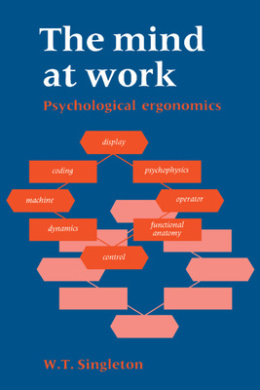 The mind
at work
Psychological ergonomics
display
coding
psychophysics
machine
operator
dynamics
functional
anatomy
control
W.T. Singleton